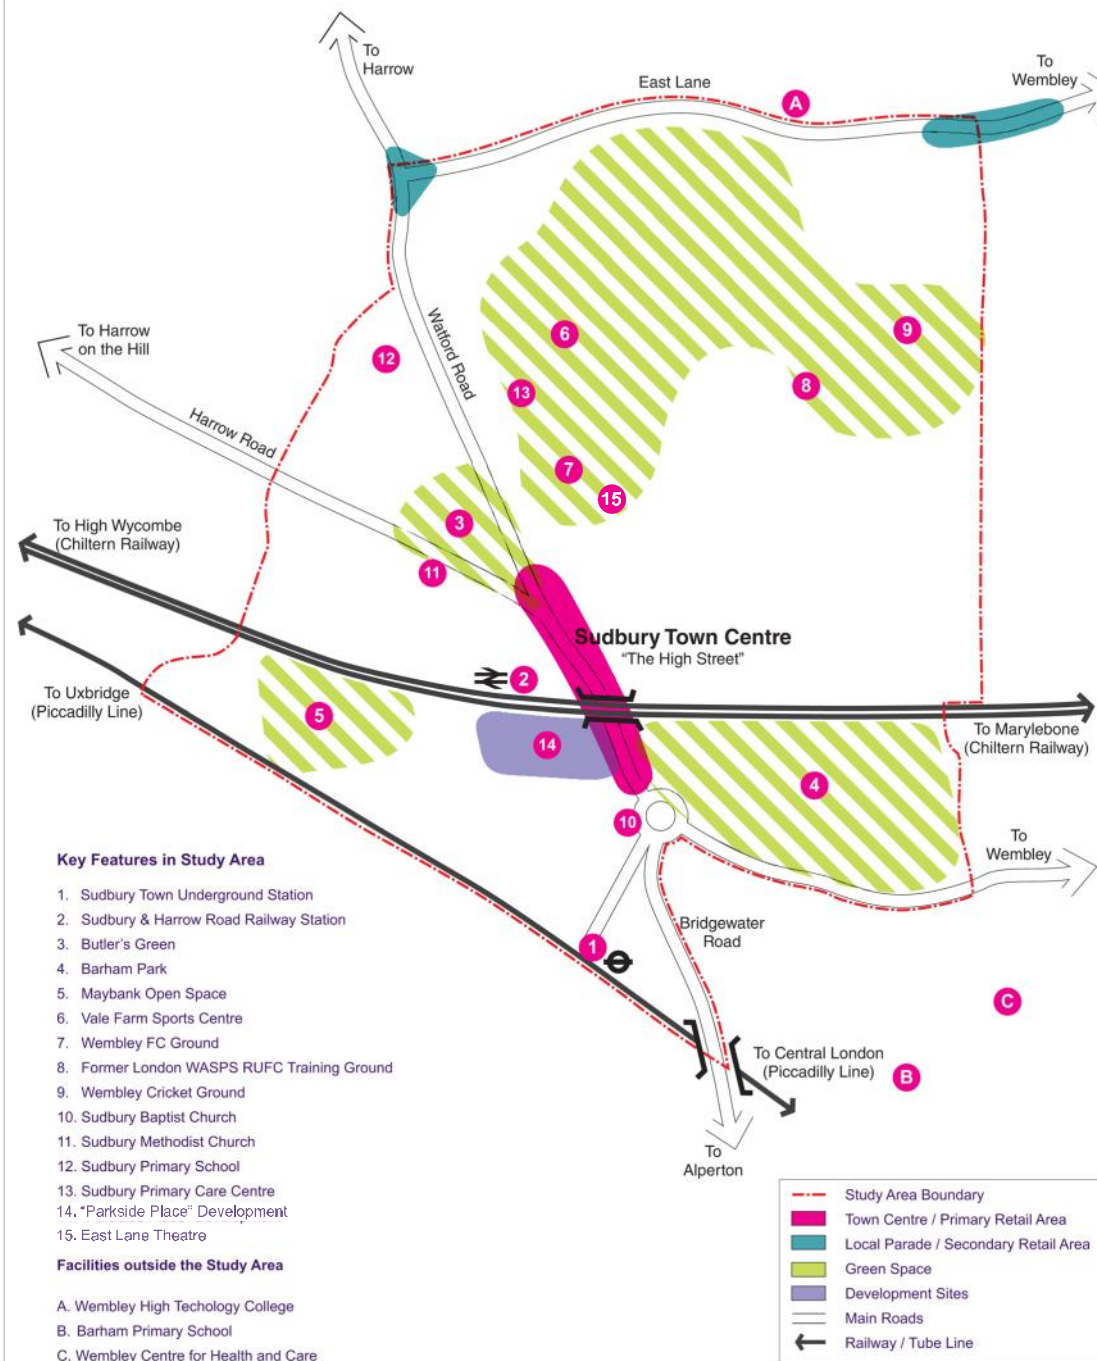 To
Harrow
East Lane
A
To
Wembley
To Harrow
on the Hill
12
Watford Road
6
9
13
8
Harrow Road
7
15
3
To High Wycombe
(Chiltern Railway)
11
Sudbury Town Centre
"The High Street"
2
To Uxbridge
(Piccadilly Line)
5
14
To Marylebone
(Chiltern Railway)
4
10
To
Wembley
Bridgewater
Road
1
C
To Central London
(Piccadilly Line)
B
To
Alperton
Key Features in Study Area
1. Sudbury Town Underground Station
2. Sudbury & Harrow Road Railway Station
3. Butler's Green
4. Barham Park
5. Maybank Open Space
6. Vale Farm Sports Centre
7. Wembley FC Ground
8. Former London WASPS RUFC Training Ground
9. Wembley Cricket Ground
10. Sudbury Baptist Church
11. Sudbury Methodist Church
12. Sudbury Primary School
13. Sudbury Primary Care Centre
14. "Parkside Place" Development
15. East Lane Theatre
Facilities outside the Study Area
A. Wembley High Techology College
B. Barham Primary School
C. Wembley Centre for Health and Care
Study Area Boundary
Town Centre / Primary Retail Area
Local Parade / Secondary Retail Area
Green Space
Development Sites
Main Roads
Railway / Tube Line